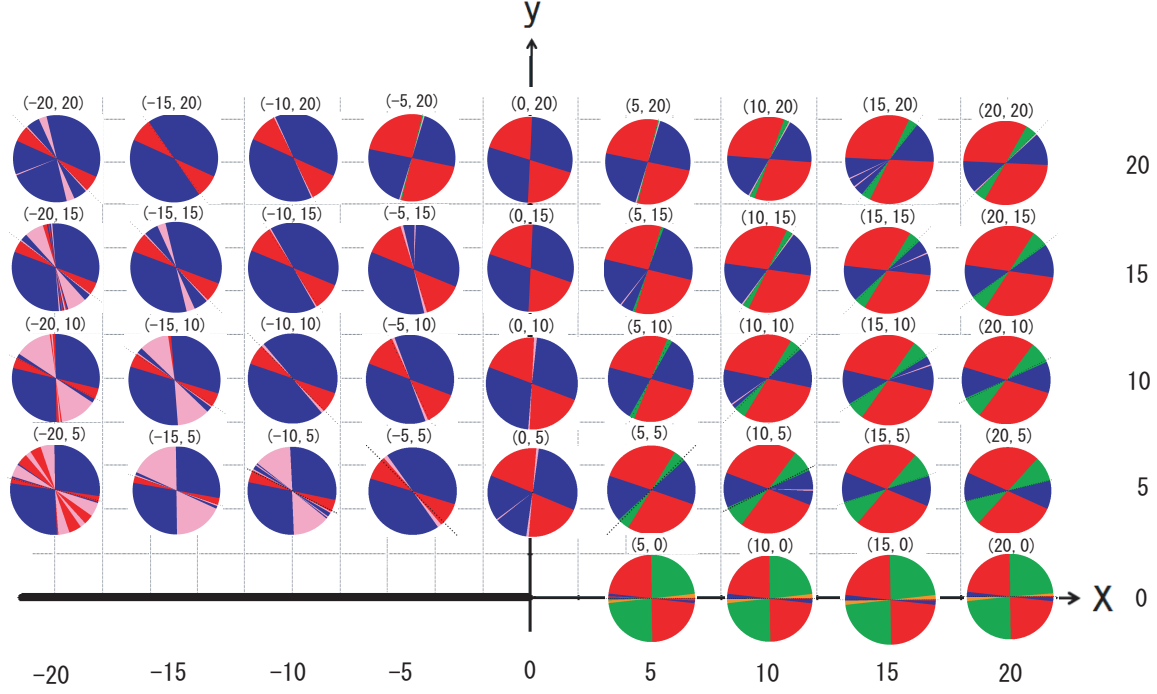 y
(−20, 20) (−15, 20) (−10, 20) (−5, 20) (0, 20) (5, 20) (10, 20) (15, 20) (20, 20)
20
(−20, 15) (−15, 15) (−10, 15) (−5, 15) (0, 15) (5, 15) (10, 15) (15, 15) (20, 15)
15
(−20, 10) (−15, 10) (−10, 10) (−5, 10) (0, 10) (5, 10) (10, 10) (15, 10) (20, 10)
10
(−20, 5) (−15, 5) (−10, 5) (−5, 5) (0, 5) (5, 5) (10, 5) (15, 5) (20, 5)
5
(5, 0) (10, 0) (15, 0) (20, 0)
X 0
−20 −15 −10 −5 0 5 10 15 20